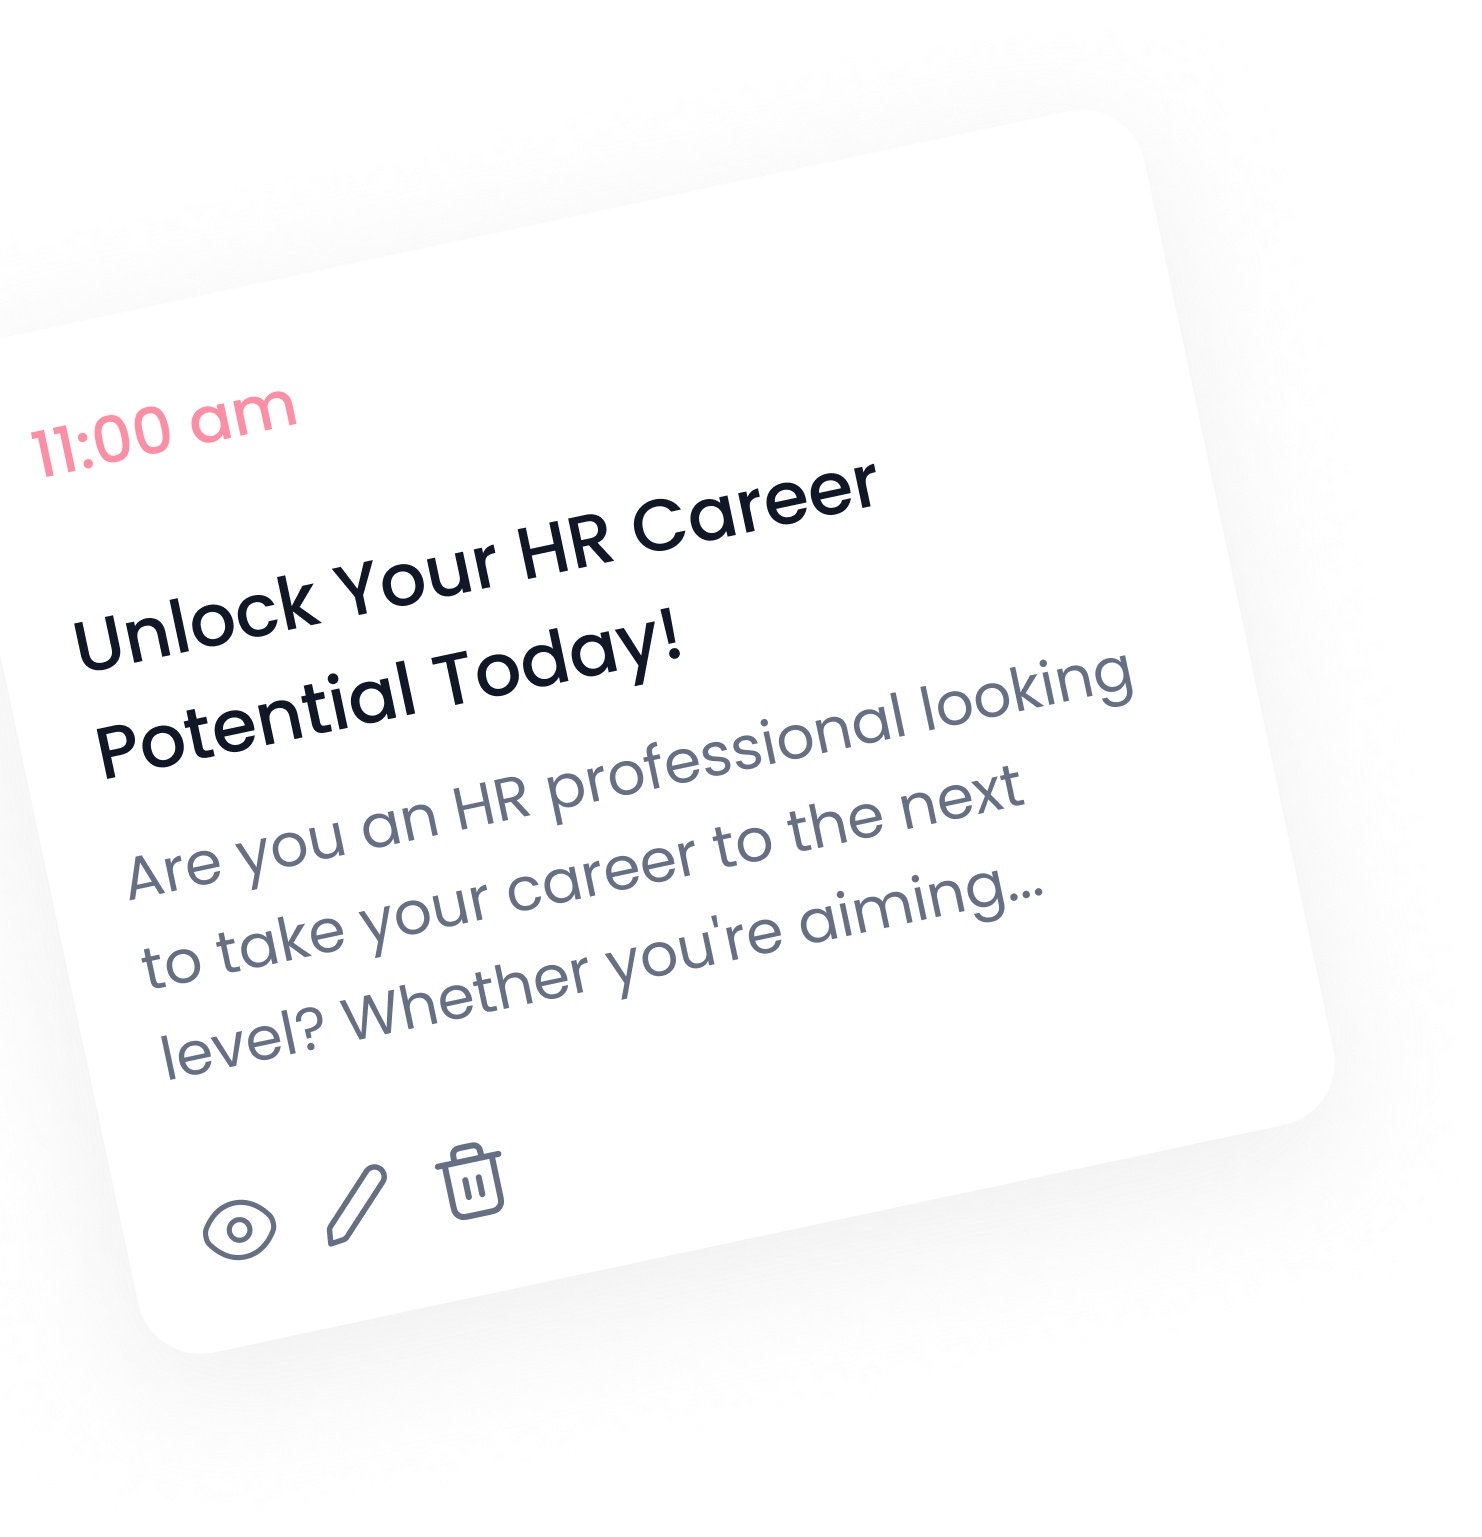 11:00 am
Unlock Your HR Career
Potential Today!
Are you an HR professional looking
to take your career to the next
level? Whether you're aiming...